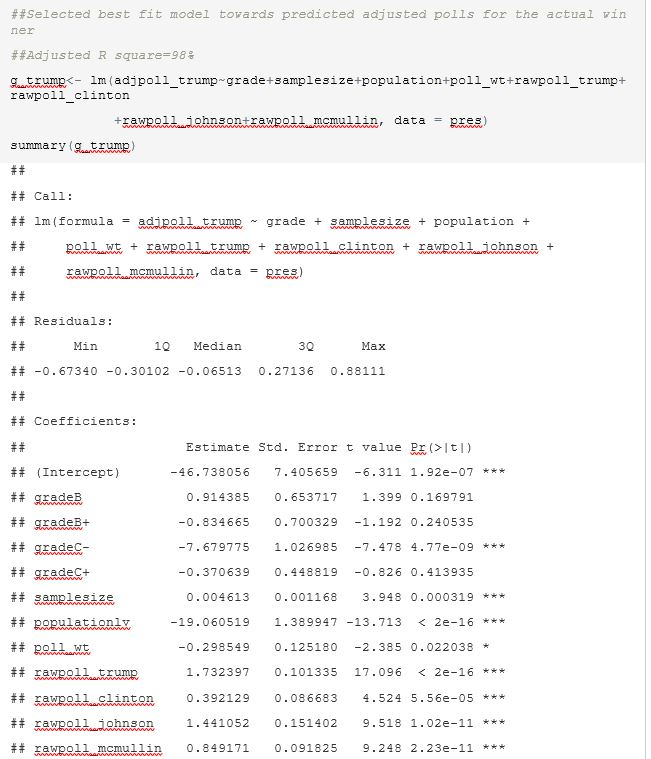 ##Selected best fit model towards predicted adjusted polls for the actual win
ner
##Adjusted R square=98%
g_trump<- lm(adjpoll_trump~grade+samplesize+population+poll_wt+rawpoll_trump+
rawpoll_clinton
+rawpoll_johnson+rawpoll_mcmullin, data = pres)
summary(g_trump)
##
## Call:
## lm(formula = adjpoll_trump ~ grade + samplesize + population +
##     poll_wt + rawpoll_trump + rawpoll_clinton + rawpoll_johnson +
##     rawpoll_mcmullin, data = pres)
##
## Residuals:
##      Min       1Q   Median       3Q      Max
## -0.67340 -0.30102 -0.06513  0.27136  0.88111
##
## Coefficients:
##                    Estimate Std. Error t value Pr(>|t|)
## (Intercept)      -46.738056   7.405659  -6.311 1.92e-07 ***
## gradeB             0.914385   0.653717   1.399 0.169791
## gradeB+           -0.834665   0.700329  -1.192 0.240535
## gradeC-           -7.679775   1.026985  -7.478 4.77e-09 ***
## gradeC+           -0.370639   0.448819  -0.826 0.413935
## samplesize         0.004613   0.001168   3.948 0.000319 ***
## populationlv     -19.060519   1.389947 -13.713  < 2e-16 ***
## poll_wt           -0.298549   0.125180  -2.385 0.022038 *
## rawpoll_trump      1.732397   0.101335  17.096  < 2e-16 ***
## rawpoll_clinton    0.392129   0.086683   4.524 5.56e-05 ***
## rawpoll_johnson    1.441052   0.151402   9.518 1.02e-11 ***
## rawpoll_mcmullin   0.849171   0.091825   9.248 2.23e-11 ***